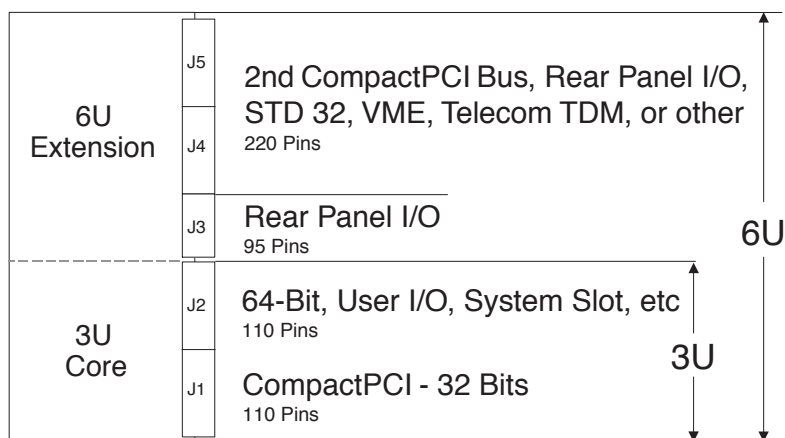 6U
Extension
J5
J4
2nd CompactPCI Bus, Rear Panel I/O,
STD 32, VME, Telecom TDM, or other
220 Pins
J3
Rear Panel I/O
95 Pins
6U
3U
Core
J2
64-Bit, User I/O, System Slot, etc
110 Pins
3U
J1
CompactPCI - 32 Bits
110 Pins